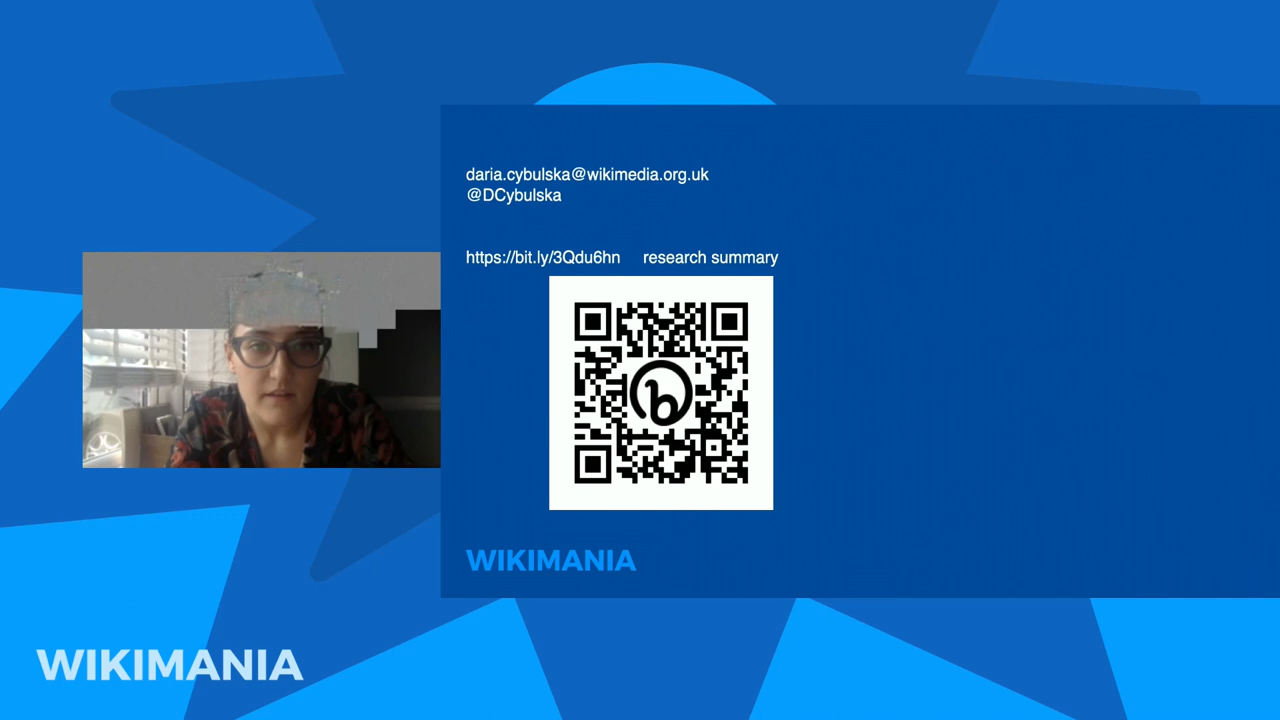 daria.cybulska@wikimedia.org.uk
@DCybulska
https://bit.ly/3Qdu6hn research summary
WIKIMANIA
WIKIMANIA